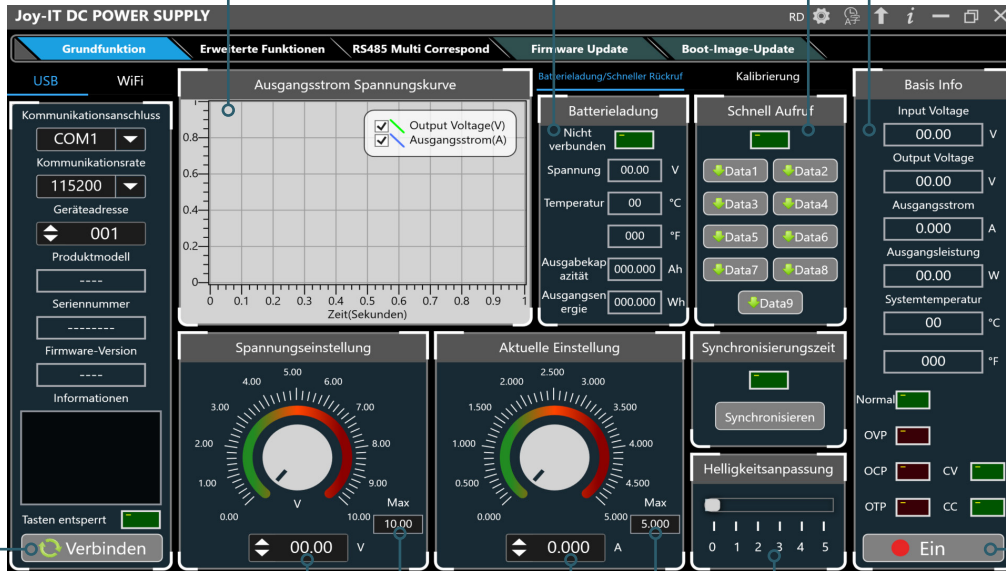 Joy-IT DC POWER SUPPLY
RD
Grundfunktion
Erweiterte Funktionen
RS485 Multi Correspond
Firmware Update
Boot-Image-Update
USB
WiFi
Kommunikationsanschluss
COM1
Kommunikationsrate
115200
Geräteadresse
001
Produktmodell
----
Seriennummer
--------
Firmware-Version
----
Informationen
Tasten entsperrt
Verbinden
Ausgangsstrom Spannungskurve
Output Voltage(V)
Ausgangsstrom(A)
1
0.8
0.6
0.4
0.2
0
0 0.1 0.2 0.3 0.4 0.5 0.6 0.7 0.8 0.9 1
Zeit(Sekunden)
Batterieladung/Schneller Rückruf
Kalibrierung
Batterieladung
Nicht
verbunden
Spannung 00.00 V
Temperatur 00 °C
000 °F
Ausgabekap
azität
000.000 Ah
Ausgangsen
ergie
000.000 Wh
Schnell Aufruf
Data1 Data2
Data3 Data4
Data5 Data6
Data7 Data8
Data9
Spannungseinstellung
0.00
1.00
2.00
3.00
4.00
5.00
6.00
7.00
8.00
9.00
10.00
V
Max
10.00
00.00 V
Aktuelle Einstellung
0.000
0.500
1.000
1.500
2.000
2.500
3.000
3.500
4.000
4.500
5.000
A
Max
5.000
0.000 A
Synchronisierungszeit
Synchronisieren
Helligkeitsanpassung
0 1 2 3 4 5
Basis Info
Input Voltage
00.00 V
Output Voltage
00.00 V
Ausgangsstrom
0.000 A
Ausgangsleistung
00.00 W
Systemtemperatur
00 °C
000 °F
Normal
OVP
OCP CV
OTP CC
Ein